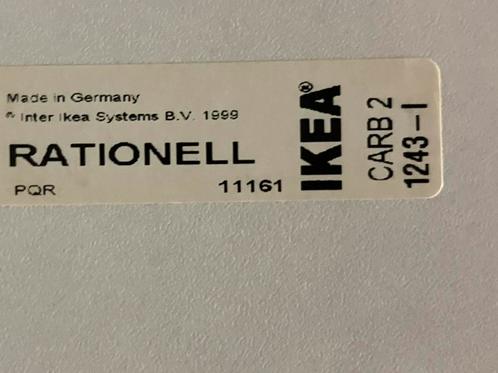 Made in Germany
® Inter Ikea Systems B.V. 1999
RATIONELL
PQR 11161
IKEA®
CARB 2
1243-I